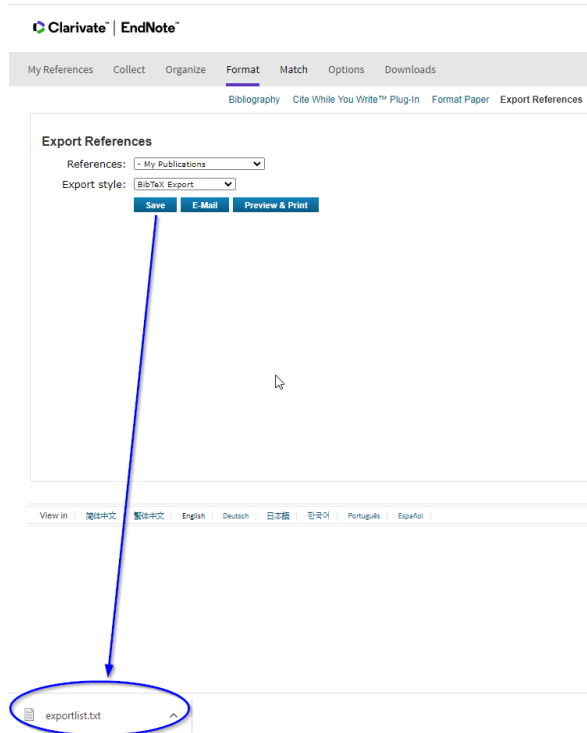 Clarivate™ | EndNote™
My References Collect Organize Format Match Options Downloads
Bibliography Cite While You Write™ Plug-In Format Paper Export References
Export References
References: - My Publications
Export style: BibTeX Export
Save E-Mail Preview & Print
View in 简体中文 繁体中文 English Deutsch 日本語 한국어 Português Español
exportlist.txt